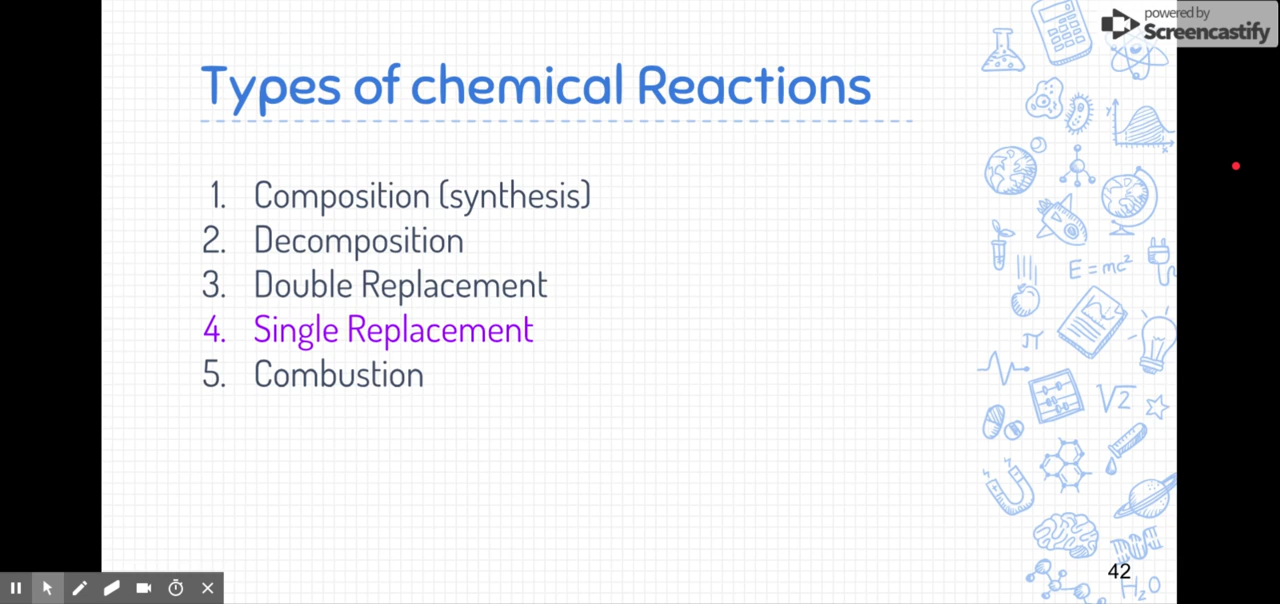 powered by
Screencastify
Types of chemical Reactions
1. Composition (synthesis)
2. Decomposition
3. Double Replacement
4. Single Replacement
5. Combustion
y
x
E=mc²
π
√2
42
H₂O